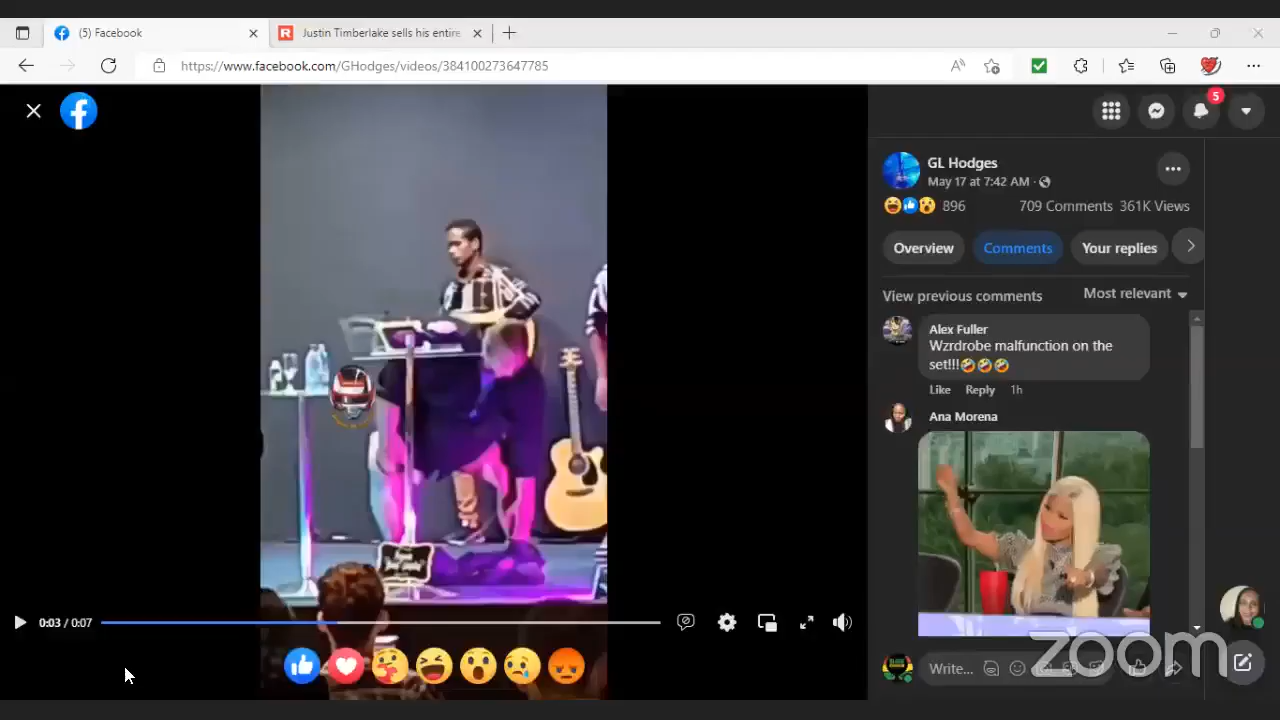 (5) Facebook
Justin Timberlake sells his entire
https://www.facebook.com/GHodges/videos/384100273647785
5
GL Hodges
May 17 at 7:42 AM ·
896 709 Comments 361K Views
Overview Comments Your replies
View previous comments Most relevant
Alex Fuller
Wzrdrobe malfunction on the
set!!!🤣🤣🤣
Like Reply 1h
Ana Morena
0:03 / 0:07
Write...
zoom